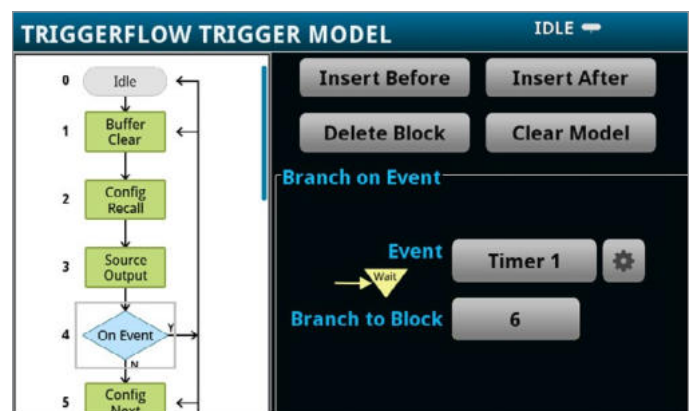 TRIGGERFLOW TRIGGER MODEL
IDLE
0
Idle
1
Buffer
Clear
2
Config
Recall
3
Source
Output
4
On Event
Y
N
5
Config
Next
Insert Before
Insert After
Delete Block
Clear Model
Branch on Event
Event
Timer 1
Wait
Branch to Block
6